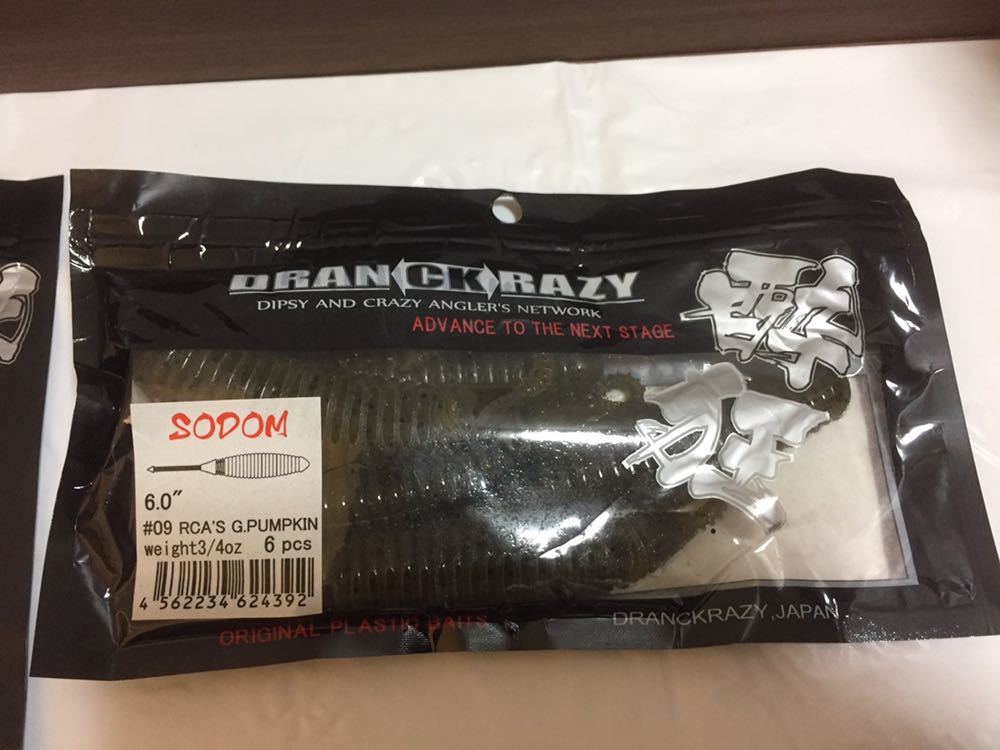 DRANCKRAZY
DIPSY AND CRAZY ANGLER'S NETWORK
ADVANCE TO THE NEXT STAGE
SODOM
6.0"
#09 RCA'S G.PUMPKIN
weight3/4oz 6 pcs
4 562234 624392
ORIGINAL PLASTIC BAITS
DRANCKRAZY,JAPAN